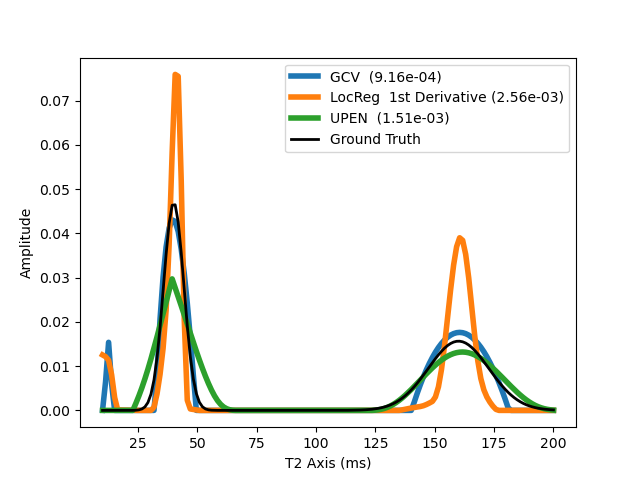 GCV  (9.16e-04)
LocReg  1st Derivative (2.56e-03)
UPEN  (1.51e-03)
Ground Truth
Amplitude
0.07
0.06
0.05
0.04
0.03
0.02
0.01
0.00
25 50 75 100 125 150 175 200
T2 Axis (ms)